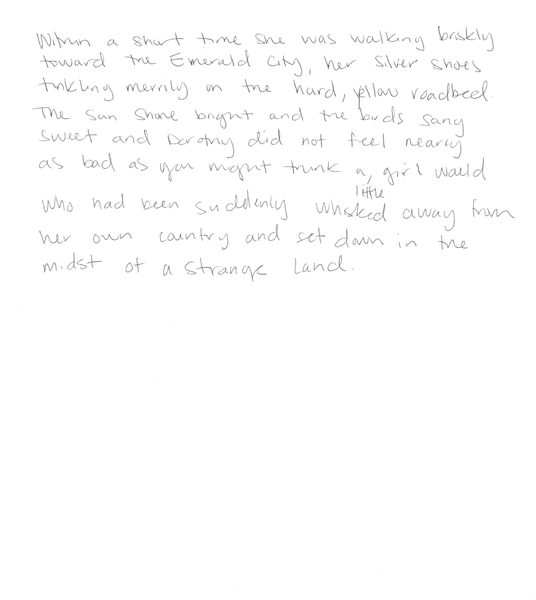 Within a short time she was walking briskly
toward the Emerald City, her silver shoes
tinkling merrily on the hard, yellow roadbed.
The sun shone bright and the birds sang
sweet and Dorothy did not feel nearly
as bad as you might think a, girl would
little
who had been suddenly whisked away from
her own country and set down in the
midst of a strange land.